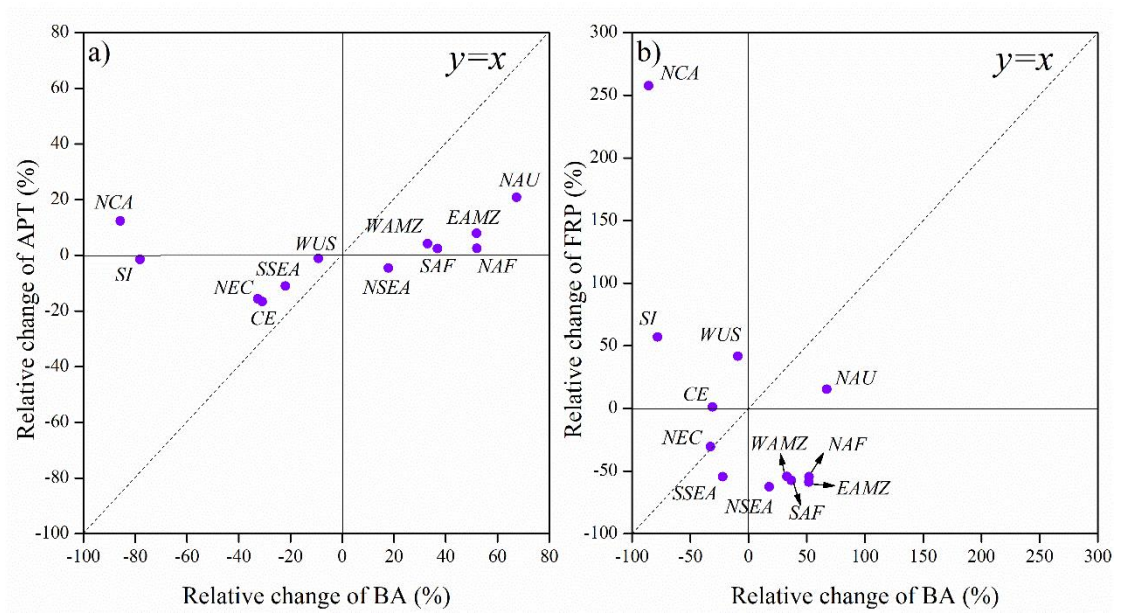 a)
y=x
80
60
40
20
0
-20
-40
-60
-80
-100
-100
-80
-60
-40
-20
0
20
40
60
80
Relative change of APT (%)
Relative change of BA (%)
NCA
SI
NEC
CE
SSEA
WUS
WAMZ
NSEA
SAF
EAMZ
NAF
NAU
b)
y=x
300
250
200
150
100
50
0
-50
-100
-100
-50
0
50
100
150
200
250
300
Relative change of FRP (%)
Relative change of BA (%)
NCA
SI
WUS
CE
NAU
NEC
WAMZ
NAF
SSEA
NSEA
SAF
EAMZ